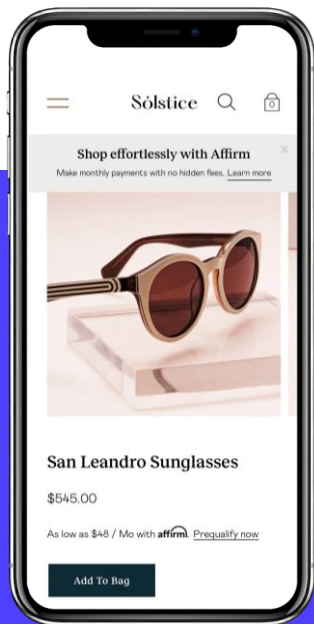 Sólstice
0
Shop effortlessly with Affirm
Make monthly payments with no hidden fees. Learn more
San Leandro Sunglasses
$545.00
As low as $48 / Mo with affirm. Prequalify now
Add To Bag